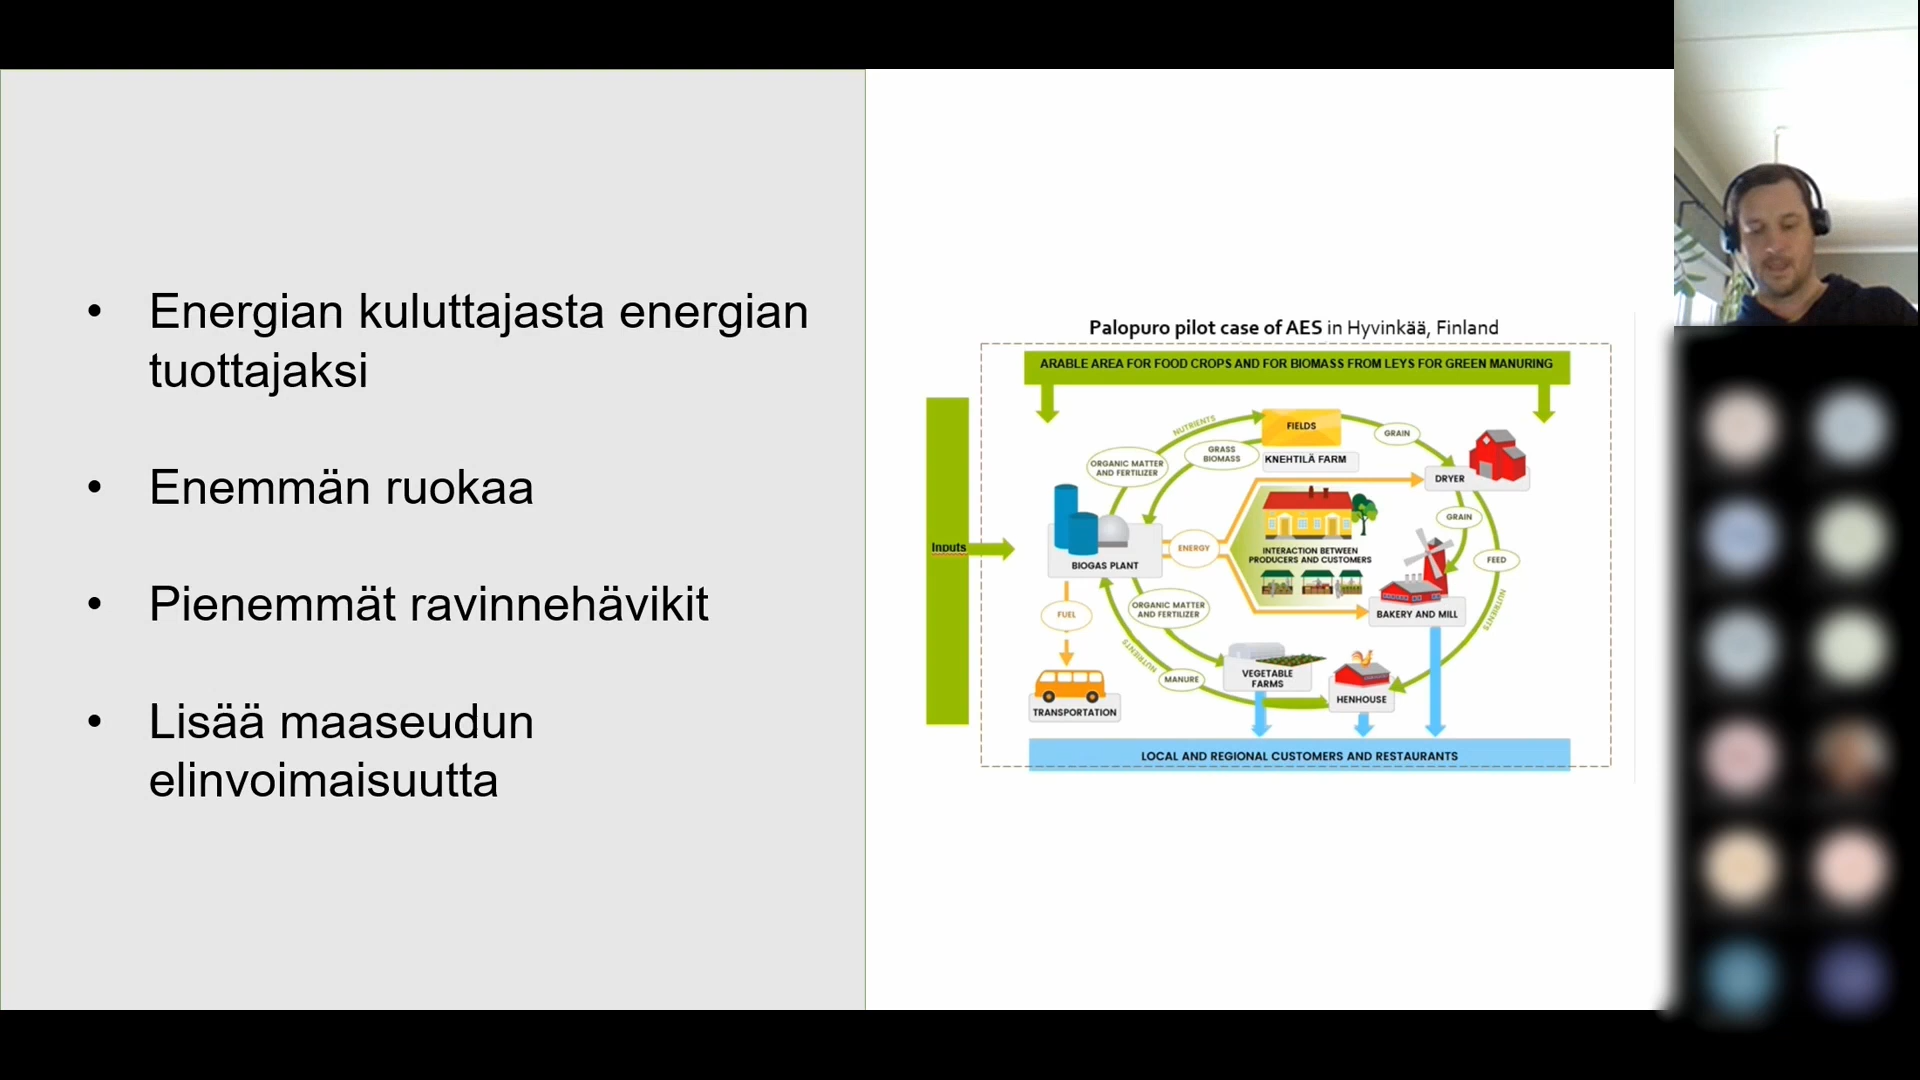 • Energian kuluttajasta energian
tuottajaksi
• Enemmän ruokaa
• Pienemmät ravinnehävikit
• Lisää maaseudun
elinvoimaisuutta
Palopuro pilot case of AES in Hyvinkää, Finland
ARABLE AREA FOR FOOD CROPS AND FOR BIOMASS FROM LEYS FOR GREEN MANURING
Inputs
NUTRIENTS
FIELDS
KNEHTILÄ FARM
GRAIN
GRASS
BIOMASS
ORGANIC MATTER
AND FERTILIZER
DRYER
GRAIN
BIOGAS PLANT
ENERGY
INTERACTION BETWEEN
PRODUCERS AND CUSTOMERS
FEED
FUEL
ORGANIC MATTER
AND FERTILIZER
BAKERY AND MILL
NUTRIENTS
NUTRIENTS
MANURE
VEGETABLE
FARMS
HENHOUSE
TRANSPORTATION
LOCAL AND REGIONAL CUSTOMERS AND RESTAURANTS